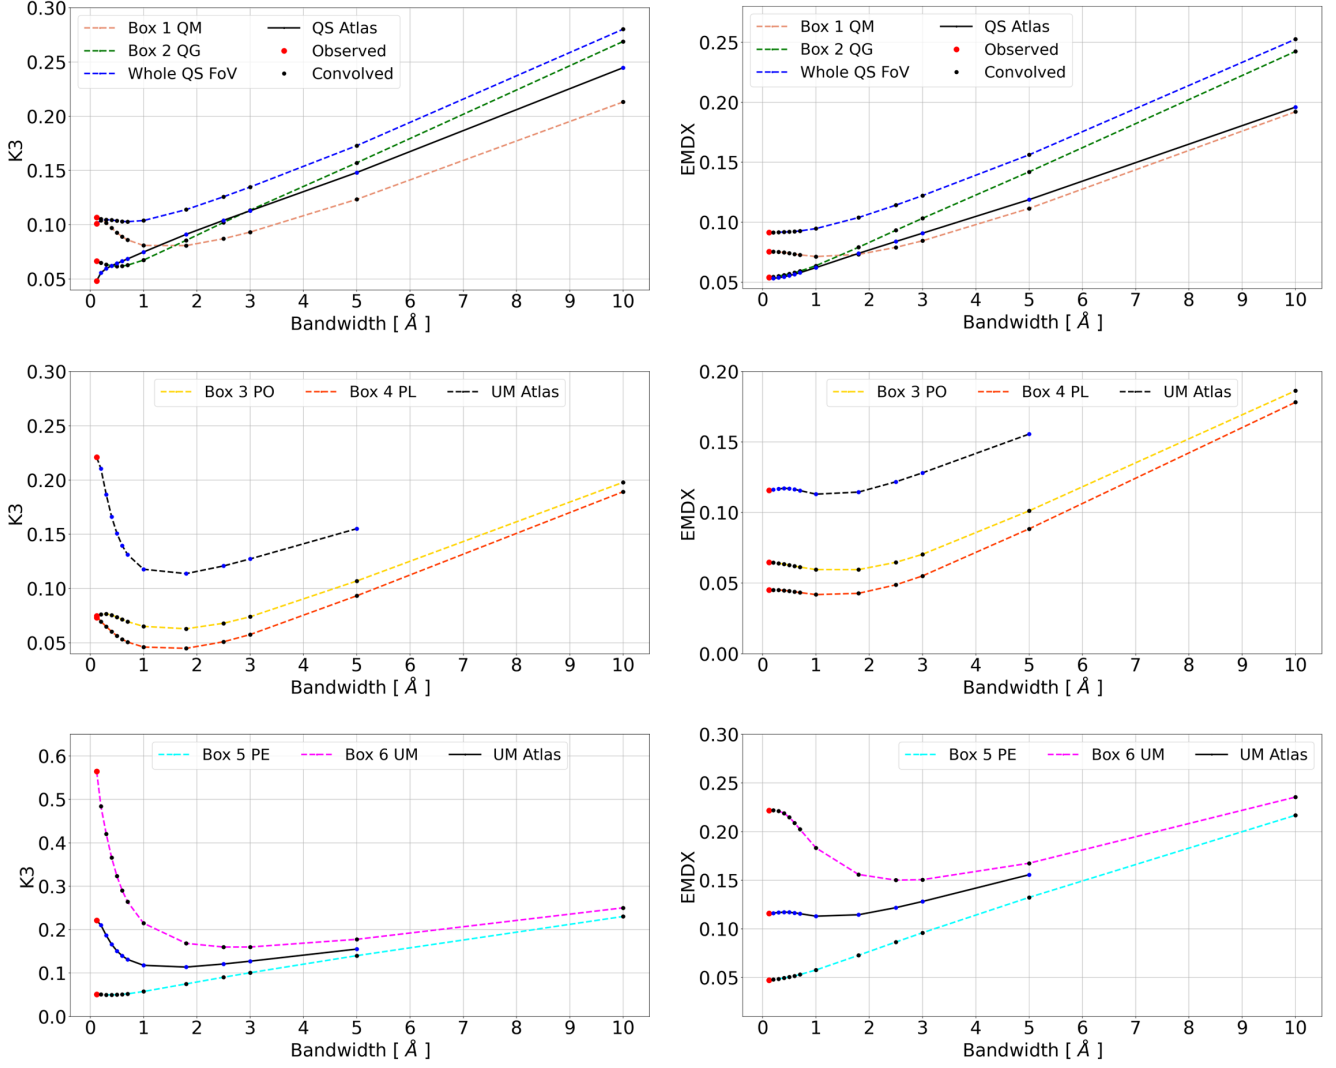 0.30
0.25
0.20
0.15
0.10
0.05
K3
Box 1 QM
Box 2 QG
Whole QS FoV
QS Atlas
Observed
Convolved
0 1 2 3 4 5 6 7 8 9 10
Bandwidth [ Å ]
0.25
0.20
0.15
0.10
0.05
EMDX
Box 1 QM
Box 2 QG
Whole QS FoV
QS Atlas
Observed
Convolved
0 1 2 3 4 5 6 7 8 9 10
Bandwidth [ Å ]
0.30
0.25
0.20
0.15
0.10
0.05
K3
Box 3 PO Box 4 PL UM Atlas
0 1 2 3 4 5 6 7 8 9 10
Bandwidth [ Å ]
0.20
0.15
0.10
0.05
0.00
EMDX
Box 3 PO Box 4 PL UM Atlas
0 1 2 3 4 5 6 7 8 9 10
Bandwidth [ Å ]
0.6
0.5
0.4
0.3
0.2
0.1
0.0
K3
Box 5 PE Box 6 UM UM Atlas
0 1 2 3 4 5 6 7 8 9 10
Bandwidth [ Å ]
0.30
0.25
0.20
0.15
0.10
0.05
EMDX
Box 5 PE Box 6 UM UM Atlas
0 1 2 3 4 5 6 7 8 9 10
Bandwidth [ Å ]